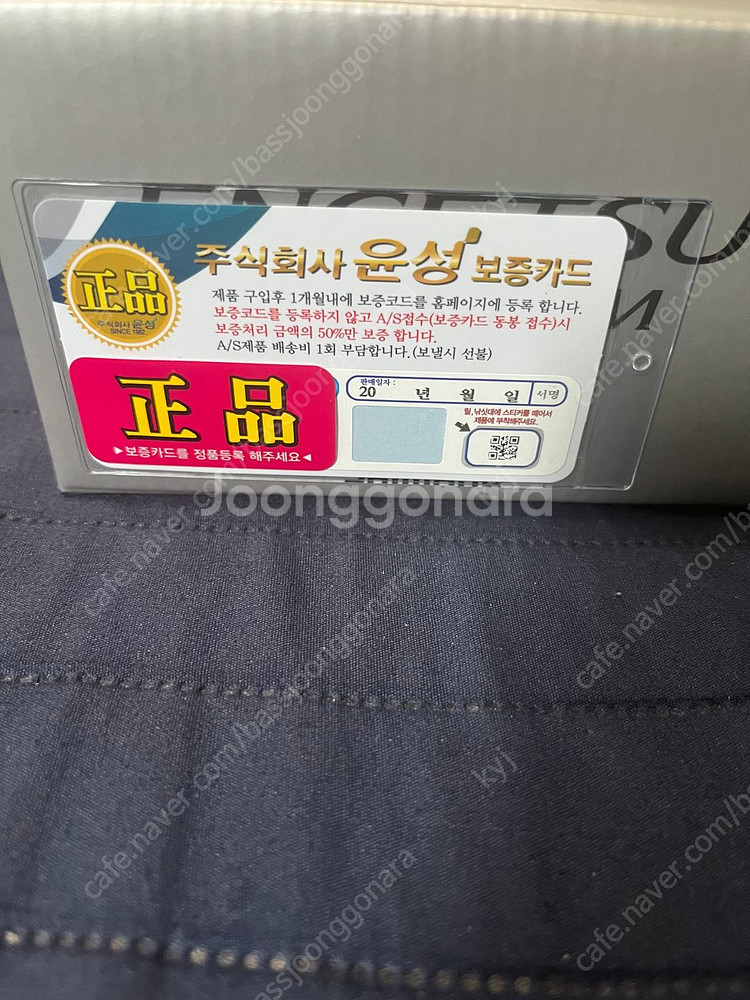 正品
주식회사 윤성
SINCE 1982
주식회사 윤성 보증카드
제품 구입후 1개월내에 보증코드를 홈페이지에 등록 합니다.
보증코드를 등록하지 않고 A/S접수(보증카드 동봉 접수)시
보증처리 금액의 50%만 보증 합니다.
A/S제품 배송비 1회 부담합니다.(보낼시 선불)
正品
▶보증카드를 정품등록 해주세요◀
판매일자 :
20 년 월 일 서명
릴, 낚싯대에 스티커를 떼어서
제품에 부착해주세요.
Joonggonara
cafe.naver.com/bassjoonggonara
kyj
cafe.naver.com/bassjoonggonara
kyj